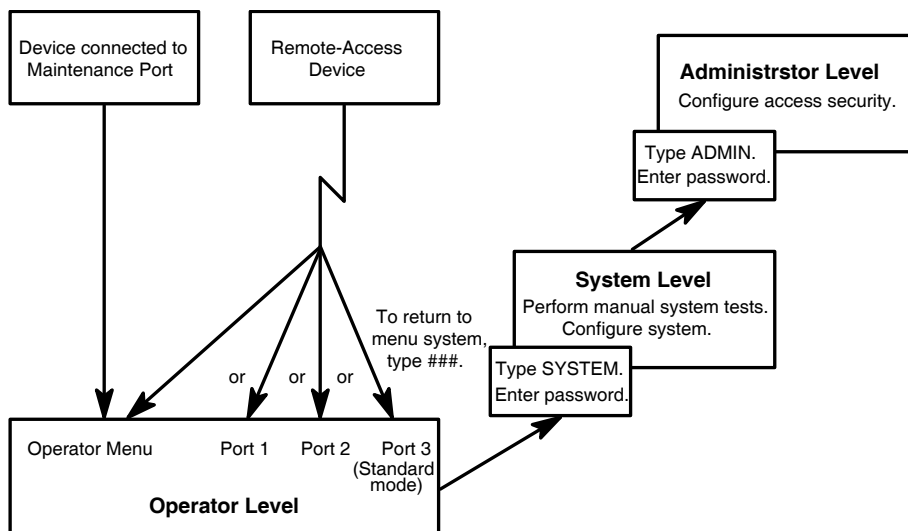 Device connected to
Maintenance Port
Remote-Access
Device
Administrstor Level
Configure access security.
Type ADMIN.
Enter password.
System Level
Perform manual system tests.
Configure system.
Type SYSTEM.
Enter password.
To return to
menu system,
type ###.
or
or
or
Operator Menu
Port 1
Port 2
Port 3
(Standard
mode)
Operator Level